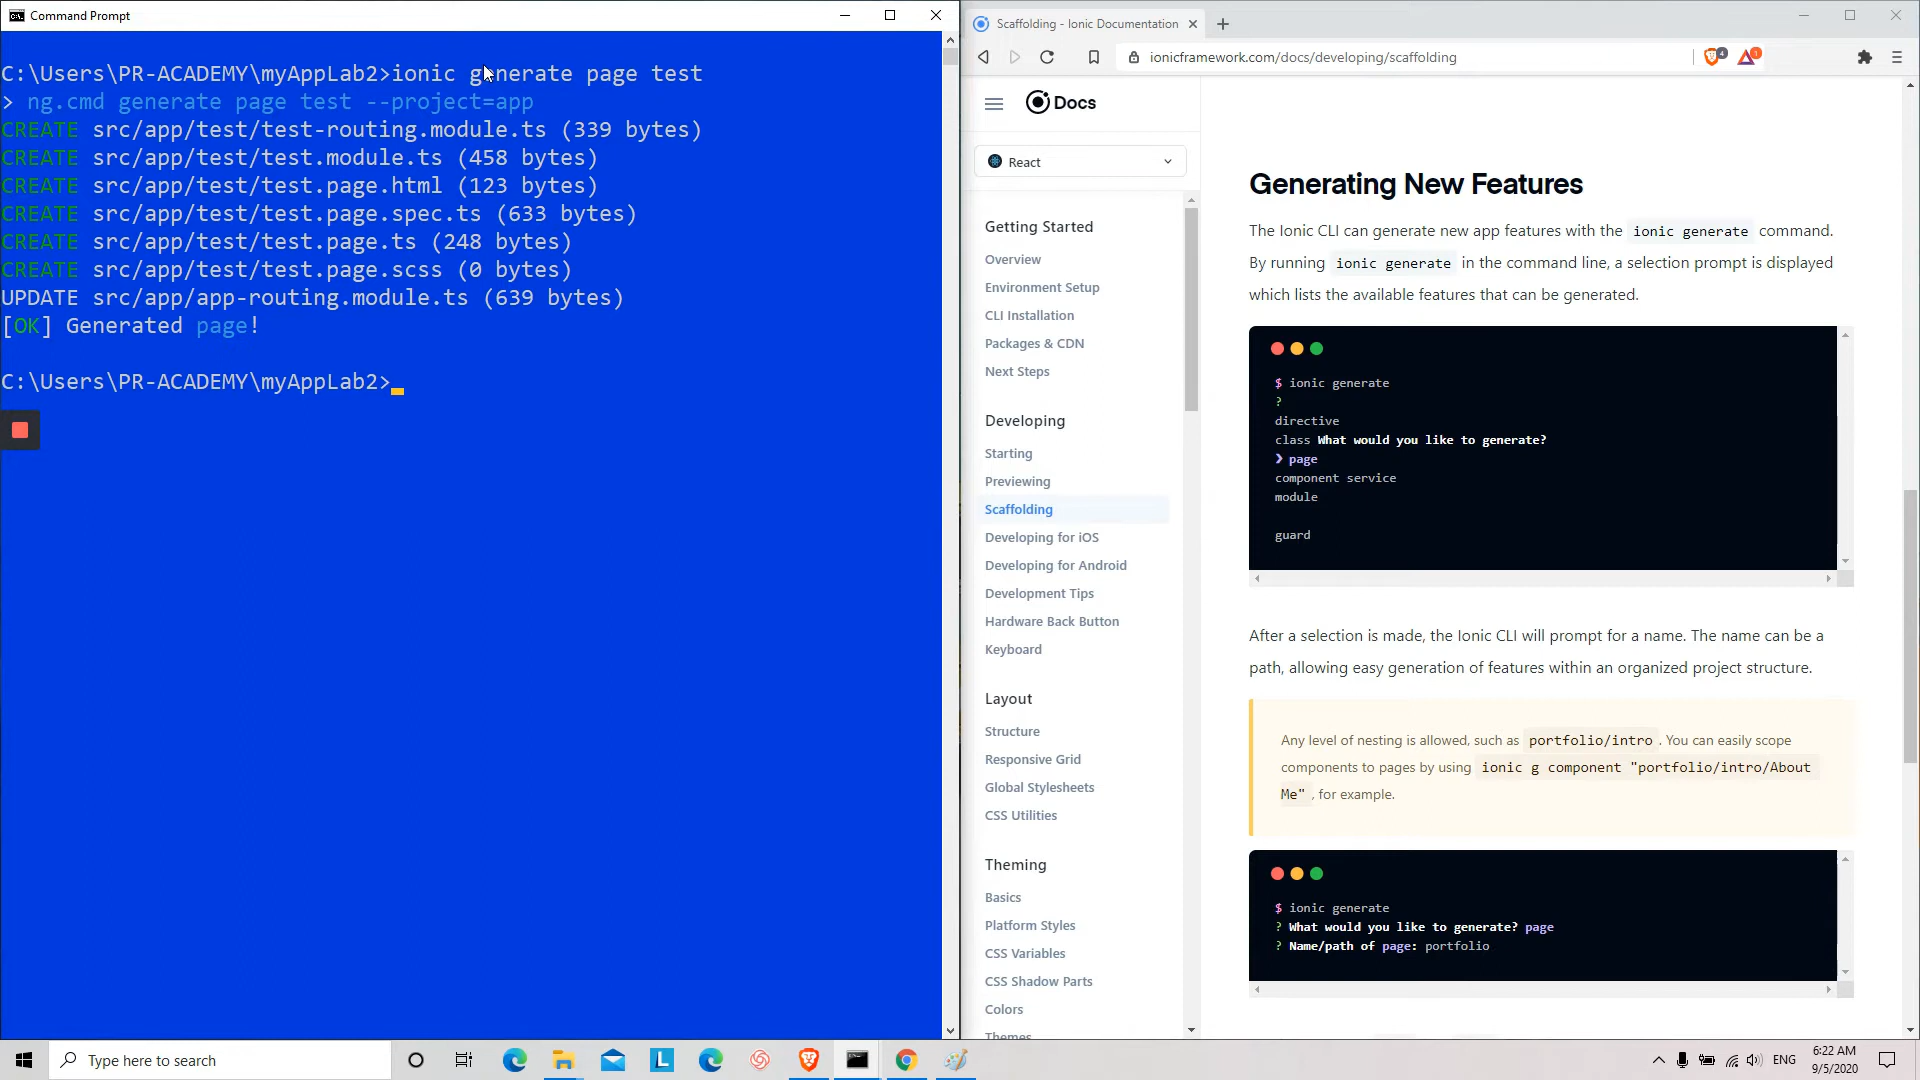 Command Prompt
C:\Users\PR-ACADEMY\myAppLab2>ionic generate page test
> ng.cmd generate page test --project=app
CREATE src/app/test/test-routing.module.ts (339 bytes)
CREATE src/app/test/test.module.ts (458 bytes)
CREATE src/app/test/test.page.html (123 bytes)
CREATE src/app/test/test.page.spec.ts (633 bytes)
CREATE src/app/test/test.page.ts (248 bytes)
CREATE src/app/test/test.page.scss (0 bytes)
UPDATE src/app/app-routing.module.ts (639 bytes)
[OK] Generated page!
C:\Users\PR-ACADEMY\myAppLab2>
Scaffolding - Ionic Documentation
ionicframework.com/docs/developing/scaffolding
4
1
Docs
React
Getting Started
Overview
Environment Setup
CLI Installation
Packages & CDN
Next Steps
Developing
Starting
Previewing
Scaffolding
Developing for iOS
Developing for Android
Development Tips
Hardware Back Button
Keyboard
Layout
Structure
Responsive Grid
Global Stylesheets
CSS Utilities
Theming
Basics
Platform Styles
CSS Variables
CSS Shadow Parts
Colors
Themes
Generating New Features
The Ionic CLI can generate new app features with the ionic generate command.
By running ionic generate in the command line, a selection prompt is displayed
which lists the available features that can be generated.
$ ionic generate
?
directive
class What would you like to generate?
❯ page
component service
module
guard
After a selection is made, the Ionic CLI will prompt for a name. The name can be a
path, allowing easy generation of features within an organized project structure.
Any level of nesting is allowed, such as portfolio/intro . You can easily scope
components to pages by using ionic g component "portfolio/intro/About
Me" , for example.
$ ionic generate
? What would you like to generate? page
? Name/path of page: portfolio
Type here to search
L
ENG
6:22 AM
9/5/2020